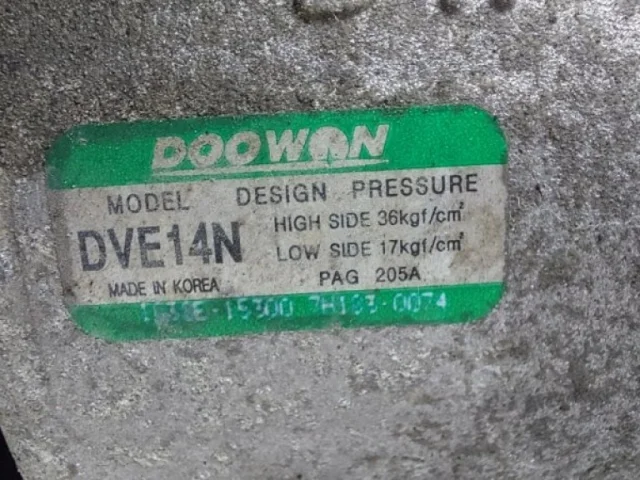 DOOWON
MODEL DESIGN PRESSURE
DVE14N HIGH SIDE 36kgf/cm²
LOW SIDE 17kgf/cm²
MADE IN KOREA PAG 205A